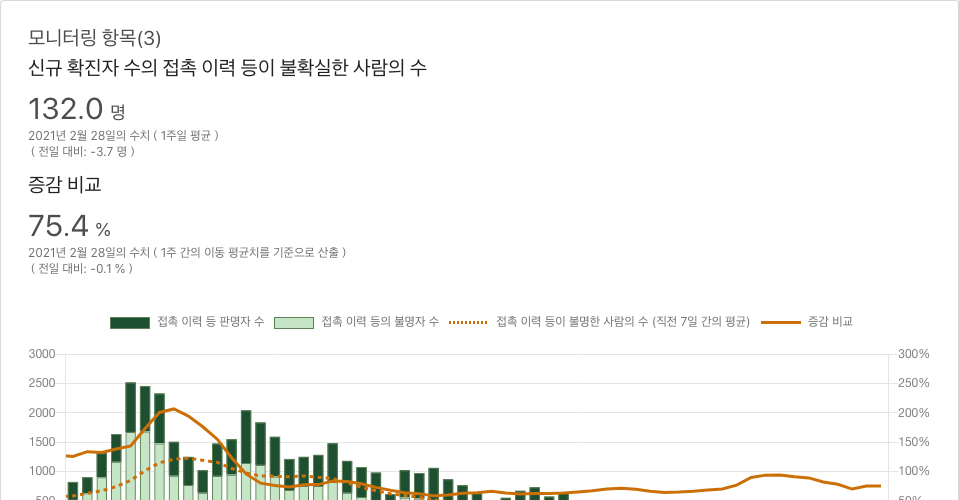 모니터링 항목(3)
신규 확진자 수의 접촉 이력 등이 불확실한 사람의 수
132.0 명
2021년 2월 28일의 수치 ( 1주일 평균 )
( 전일 대비: -3.7 명 )
증감 비교
75.4 %
2021년 2월 28일의 수치 ( 1주 간의 이동 평균치를 기준으로 산출 )
( 전일 대비: -0.1 % )
접촉 이력 등 판명자 수 접촉 이력 등의 불명자 수 접촉 이력 등이 불명한 사람의 수 (직전 7일 간의 평균) 증감 비교
3000 300%
2500 250%
2000 200%
1500 150%
1000 100%
500 50%